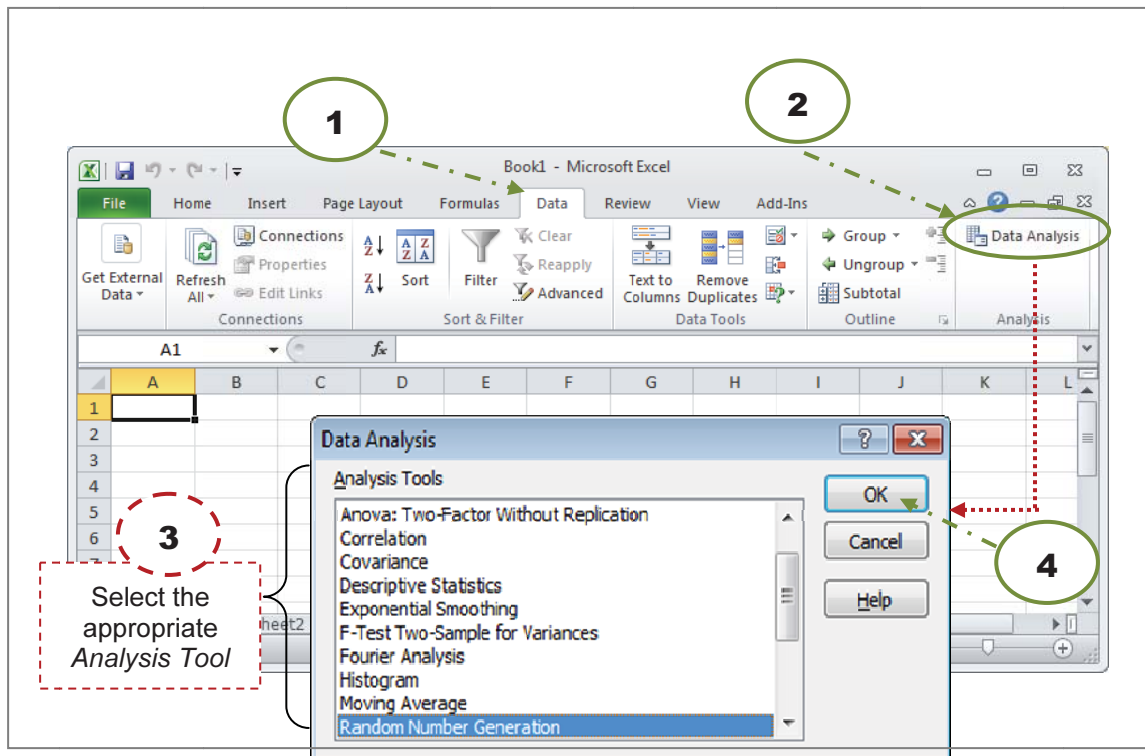 1
2
Book1 - Microsoft Excel
File Home Insert Page Layout Formulas Data Review View Add-Ins
Get External Data
Refresh All
Connections
Properties
Edit Links
Connections
A Z
Z A
A Z
Z A
Sort
Filter
Clear
Reapply
Advanced
Sort & Filter
Text to Columns
Remove Duplicates
Data Tools
Group
Ungroup
Subtotal
Outline
Data Analysis
Analysis
A1
fx
A B C D E F G H I J K L
1
2
3
4
5
6
Data Analysis
Analysis Tools
Anova: Two-Factor Without Replication
Correlation
Covariance
Descriptive Statistics
Exponential Smoothing
F-Test Two-Sample for Variances
Fourier Analysis
Histogram
Moving Average
Random Number Generation
OK
Cancel
Help
3
Select the
appropriate
Analysis Tool
4